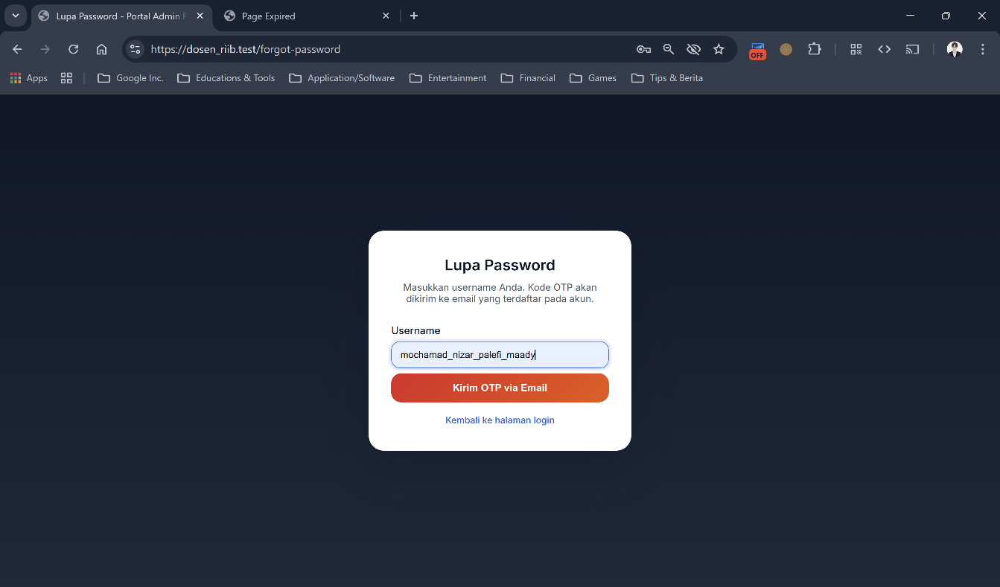 Lupa Password - Portal Admin
Page Expired
https://dosen_riib.test/forgot-password
OFF
Apps
Google Inc.
Educations & Tools
Application/Software
Entertainment
Financial
Games
Tips & Berita
Lupa Password
Masukkan username Anda. Kode OTP akan
dikirim ke email yang terdaftar pada akun.
Username
mochamad_nizar_palefi_maady
Kirim OTP via Email
Kembali ke halaman login